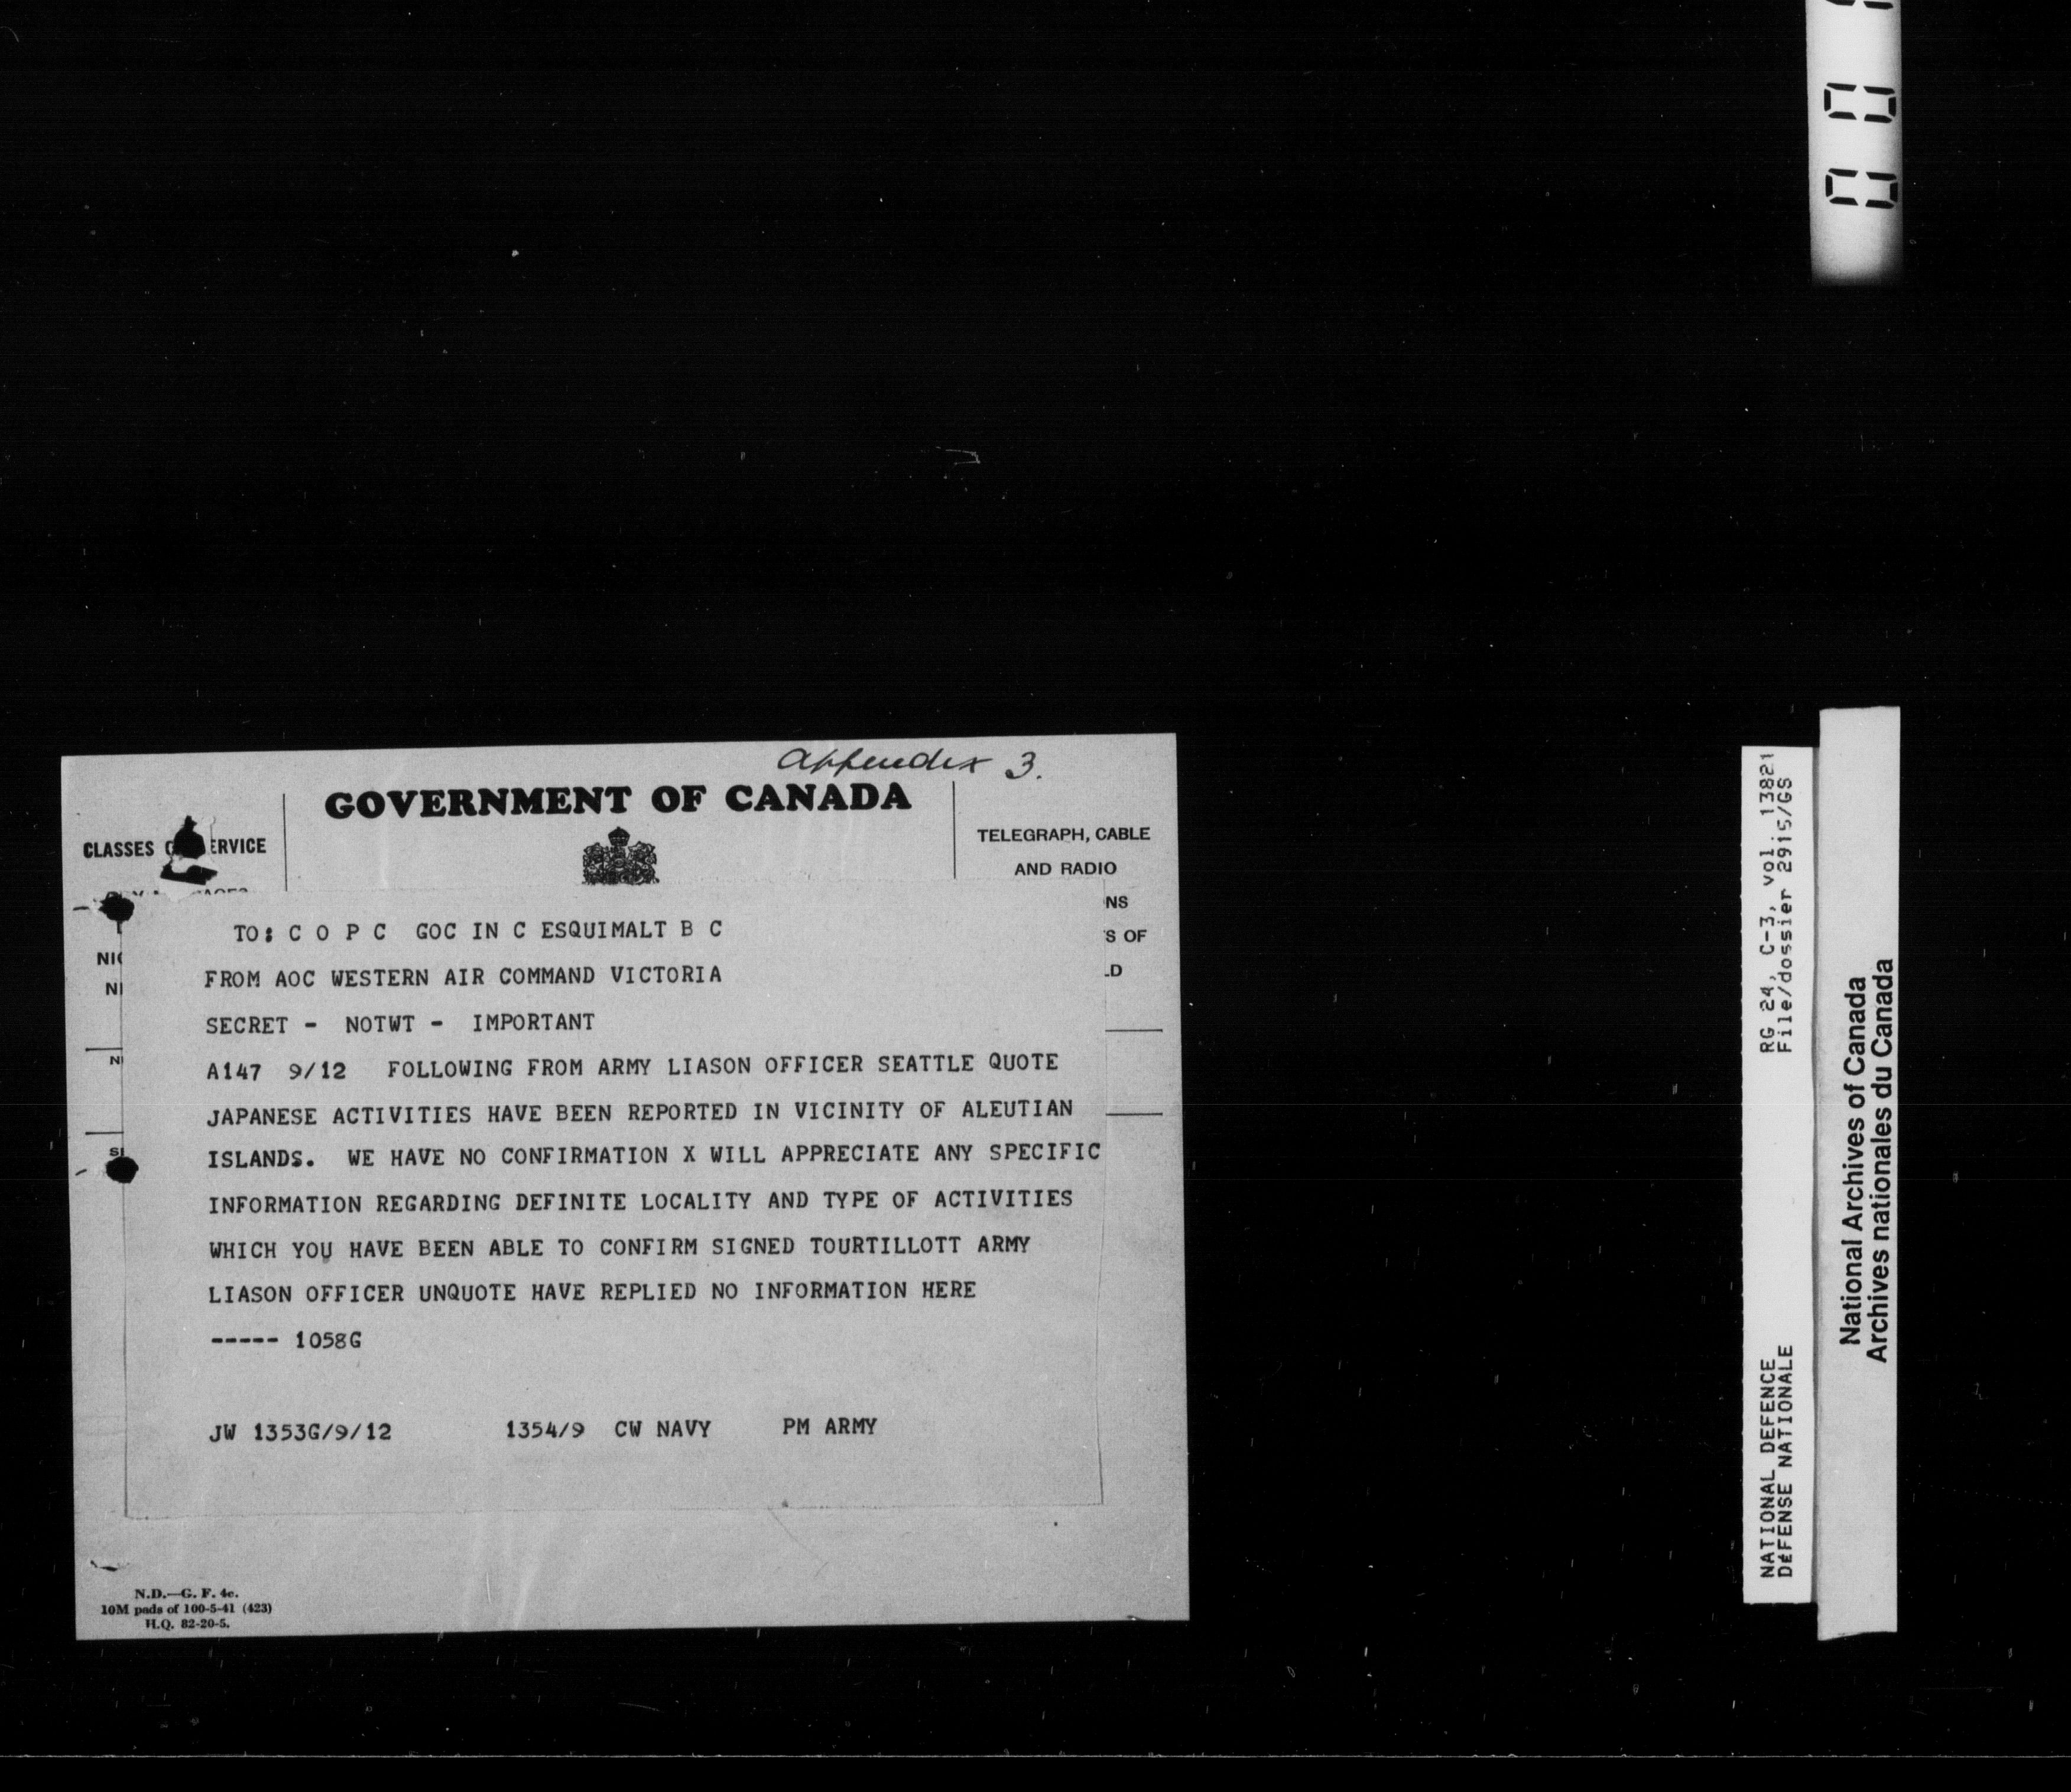 Appendix 3.
GOVERNMENT OF CANADA
CLASSES ERVICE
TELEGRAPH, CABLE
AND RADIO
NS
S OF
D
NI
NI
N
S
TO: C O P C GOC IN C ESQUIMALT B C
FROM AOC WESTERN AIR COMMAND VICTORIA
SECRET - NOTWT - IMPORTANT
A147 9/12 FOLLOWING FROM ARMY LIASON OFFICER SEATTLE QUOTE
JAPANESE ACTIVITIES HAVE BEEN REPORTED IN VICINITY OF ALEUTIAN
ISLANDS. WE HAVE NO CONFIRMATION X WILL APPRECIATE ANY SPECIFIC
INFORMATION REGARDING DEFINITE LOCALITY AND TYPE OF ACTIVITIES
WHICH YOU HAVE BEEN ABLE TO CONFIRM SIGNED TOURTILLOTT ARMY
LIASON OFFICER UNQUOTE HAVE REPLIED NO INFORMATION HERE
----- 1058G
JW 1353G/9/12 1354/9 CW NAVY PM ARMY
N.D.—G. F. 4c.
10M pads of 100-5-41 (423)
H.Q. 82-20-5.
NATIONAL DEFENCE RG 24, C-3, vol. 13821
DÉFENSE NATIONALE File/dossier 2915/GS
National Archives of Canada
Archives nationales du Canada